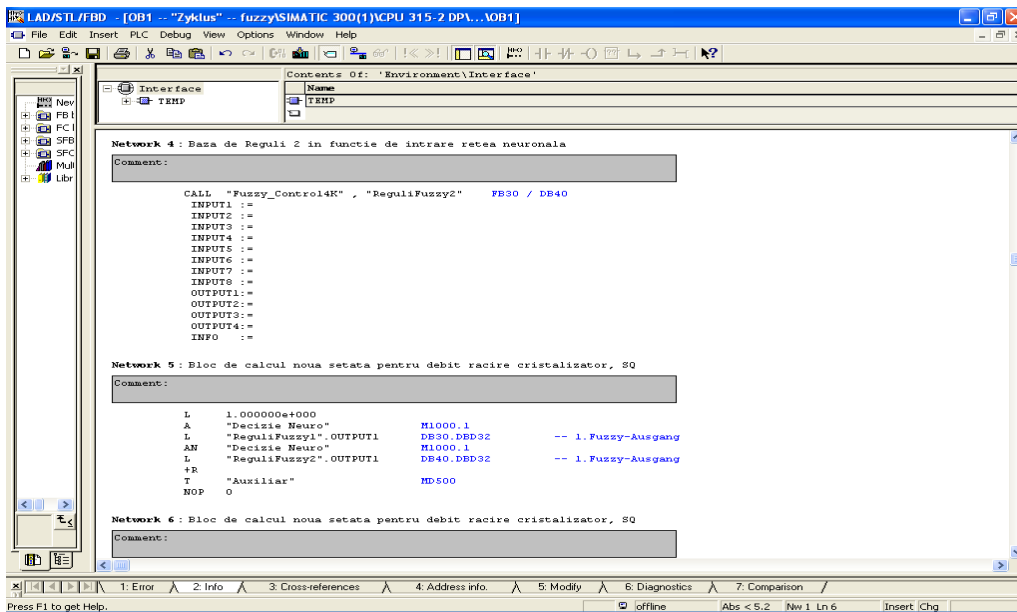 LAD/STL/FBD - [OB1 -- "Zyklus" -- fuzzy\SIMATIC 300(1)\CPU 315-2 DP\...\OB1]
File Edit Insert PLC Debug View Options Window Help
Contents Of: 'Environment\Interface'
Interface
TEMP
Name
TEMP
New
FB b
FC l
SFB
SFC
Mull
Libr
Network 4 : Baza de Reguli 2 in functie de intrare retea neuronala
Comment:
CALL "Fuzzy_Control4K" , "ReguliFuzzy2" FB30 / DB40
INPUT1 :=
INPUT2 :=
INPUT3 :=
INPUT4 :=
INPUT5 :=
INPUT6 :=
INPUT7 :=
INPUT8 :=
OUTPUT1:=
OUTPUT2:=
OUTPUT3:=
OUTPUT4:=
INFO :=
Network 5 : Bloc de calcul noua setata pentru debit racire cristalizator, SQ
Comment:
L 1.000000e+000
A "Decizie Neuro" M1000.1
L "ReguliFuzzy1".OUTPUT1 DB30.DBD32 -- 1.Fuzzy-Ausgang
AN "Decizie Neuro" M1000.1
L "ReguliFuzzy2".OUTPUT1 DB40.DBD32 -- 1.Fuzzy-Ausgang
+R
T "Auxiliar" MD500
NOP 0
Network 6 : Bloc de calcul noua setata pentru debit racire cristalizator, SQ
Comment:
1: Error 2: Info 3: Cross-references 4: Address info. 5: Modify 6: Diagnostics 7: Comparison
Press F1 to get Help. offline Abs < 5.2 Nw 1 Ln 6 Insert Chg